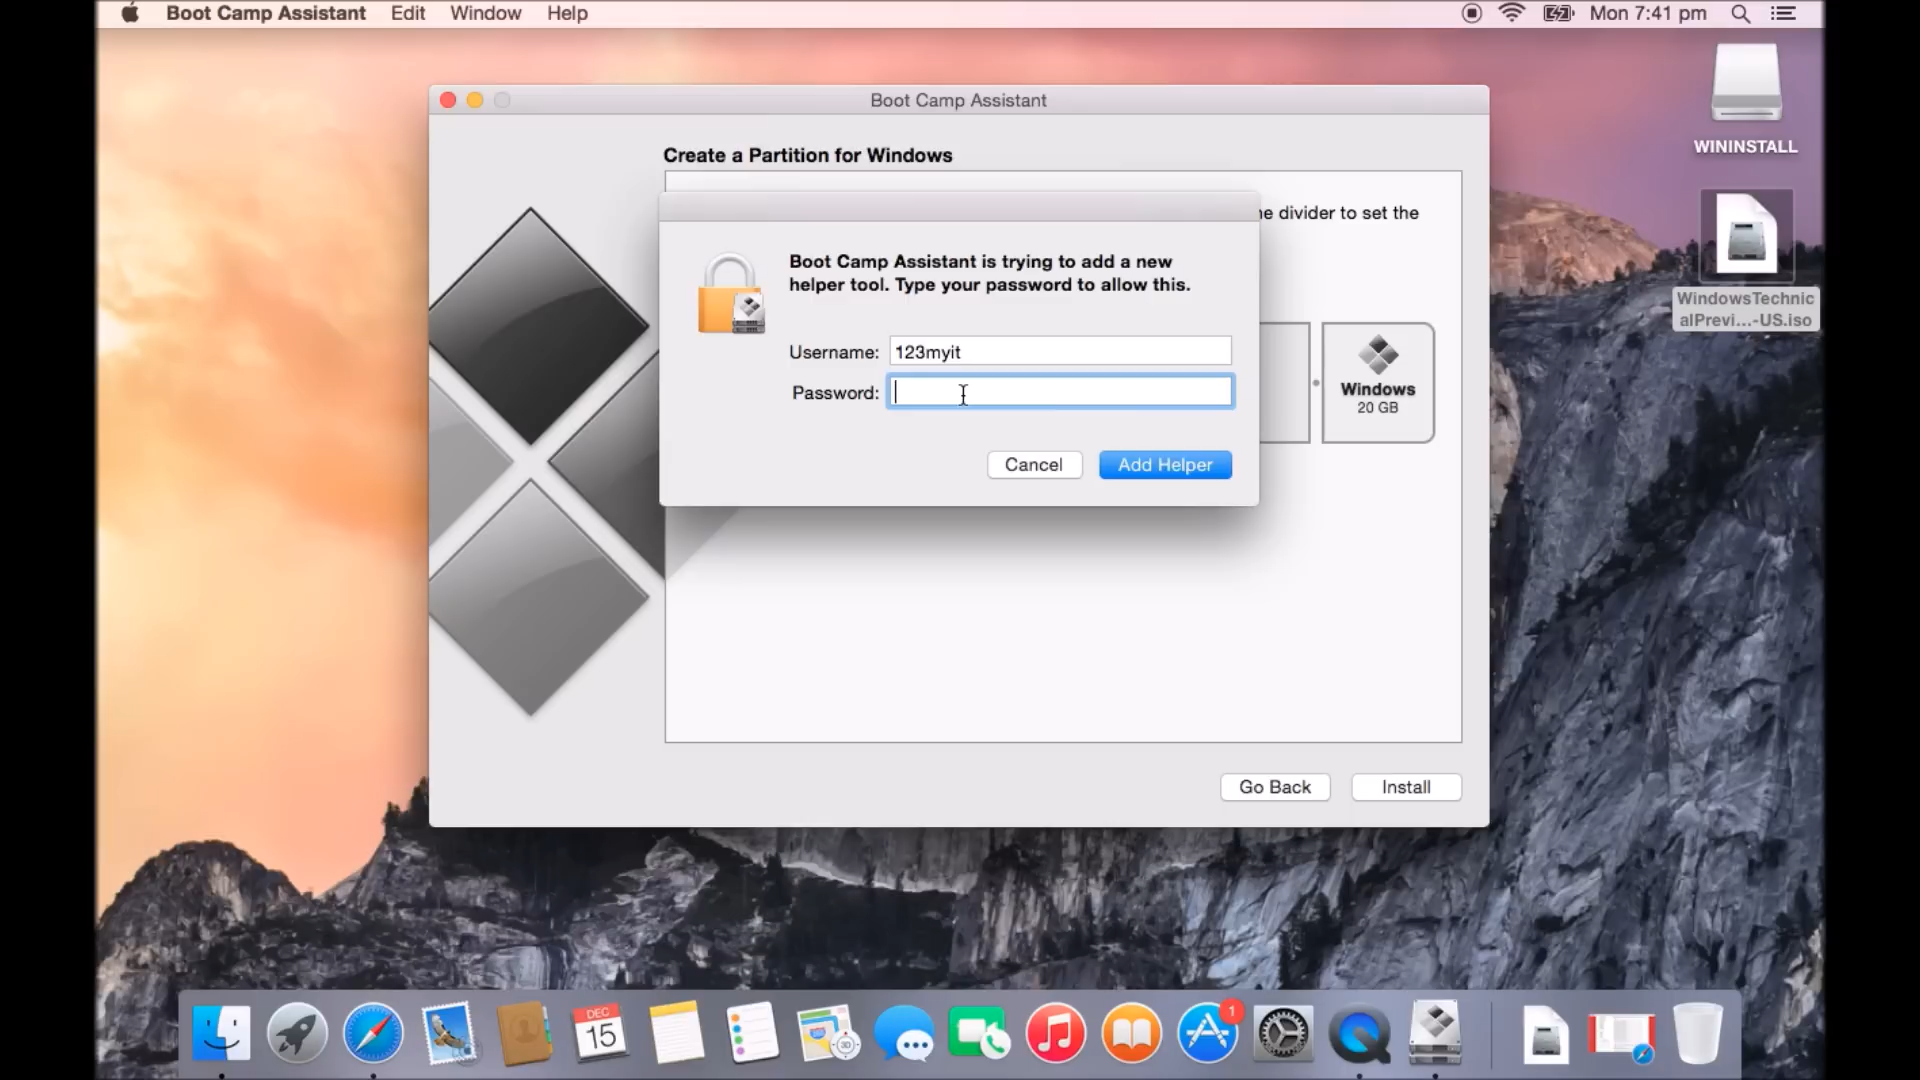 Boot Camp Assistant Edit Window Help
Mon 7:41 pm
Boot Camp Assistant
WININSTALL
Create a Partition for Windows
he divider to set the
Boot Camp Assistant is trying to add a new
helper tool. Type your password to allow this.
WindowsTechnic
alPrevi...-US.iso
Username: 123myit
Password:
Windows
20 GB
Cancel
Add Helper
Go Back
Install
DEC
15
1
3D